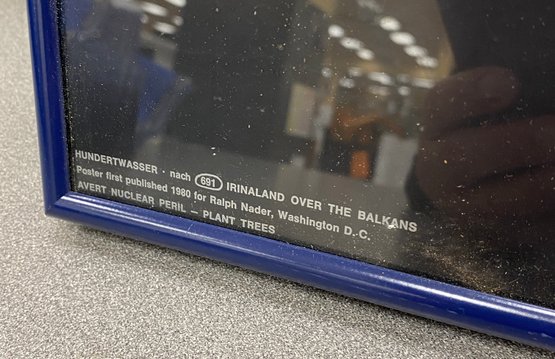 HUNDERTWASSER · nach 691 IRINALAND OVER THE BALKANS
Poster first published 1980 for Ralph Nader, Washington D.-C.
AVERT NUCLEAR PERIL – PLANT TREES